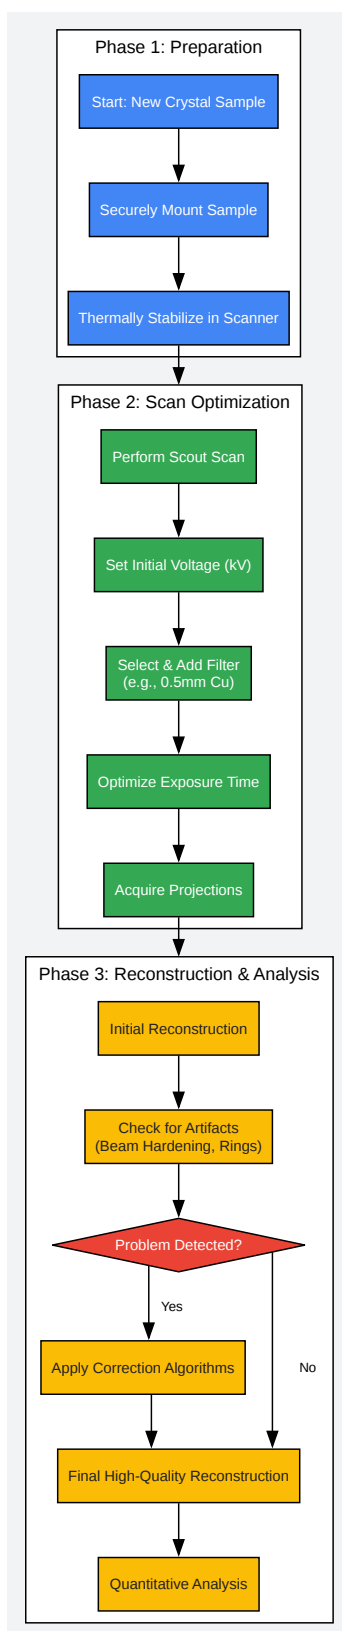 Phase 1: Preparation
Start: New Crystal Sample
Securely Mount Sample
Thermally Stabilize in Scanner
Phase 2: Scan Optimization
Perform Scout Scan
Set Initial Voltage (kV)
Select & Add Filter
(e.g., 0.5mm Cu)
Optimize Exposure Time
Acquire Projections
Phase 3: Reconstruction & Analysis
Initial Reconstruction
Check for Artifacts
(Beam Hardening, Rings)
Problem Detected?
Yes
Apply Correction Algorithms
No
Final High-Quality Reconstruction
Quantitative Analysis